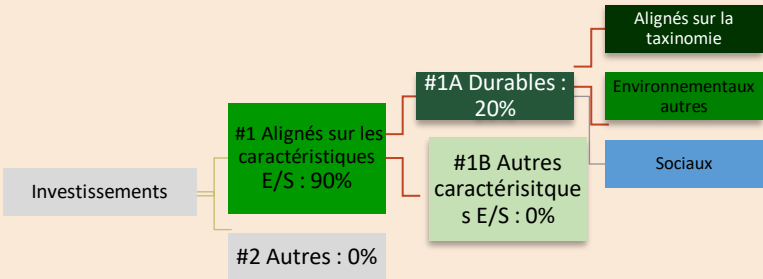 Investissements
#1 Alignés sur les
caractéristiques
E/S : 90%
#2 Autres : 0%
#1A Durables :
20%
#1B Autres
caractérisitque
s E/S : 0%
Alignés sur la
taxinomie
Environnementaux
autres
Sociaux